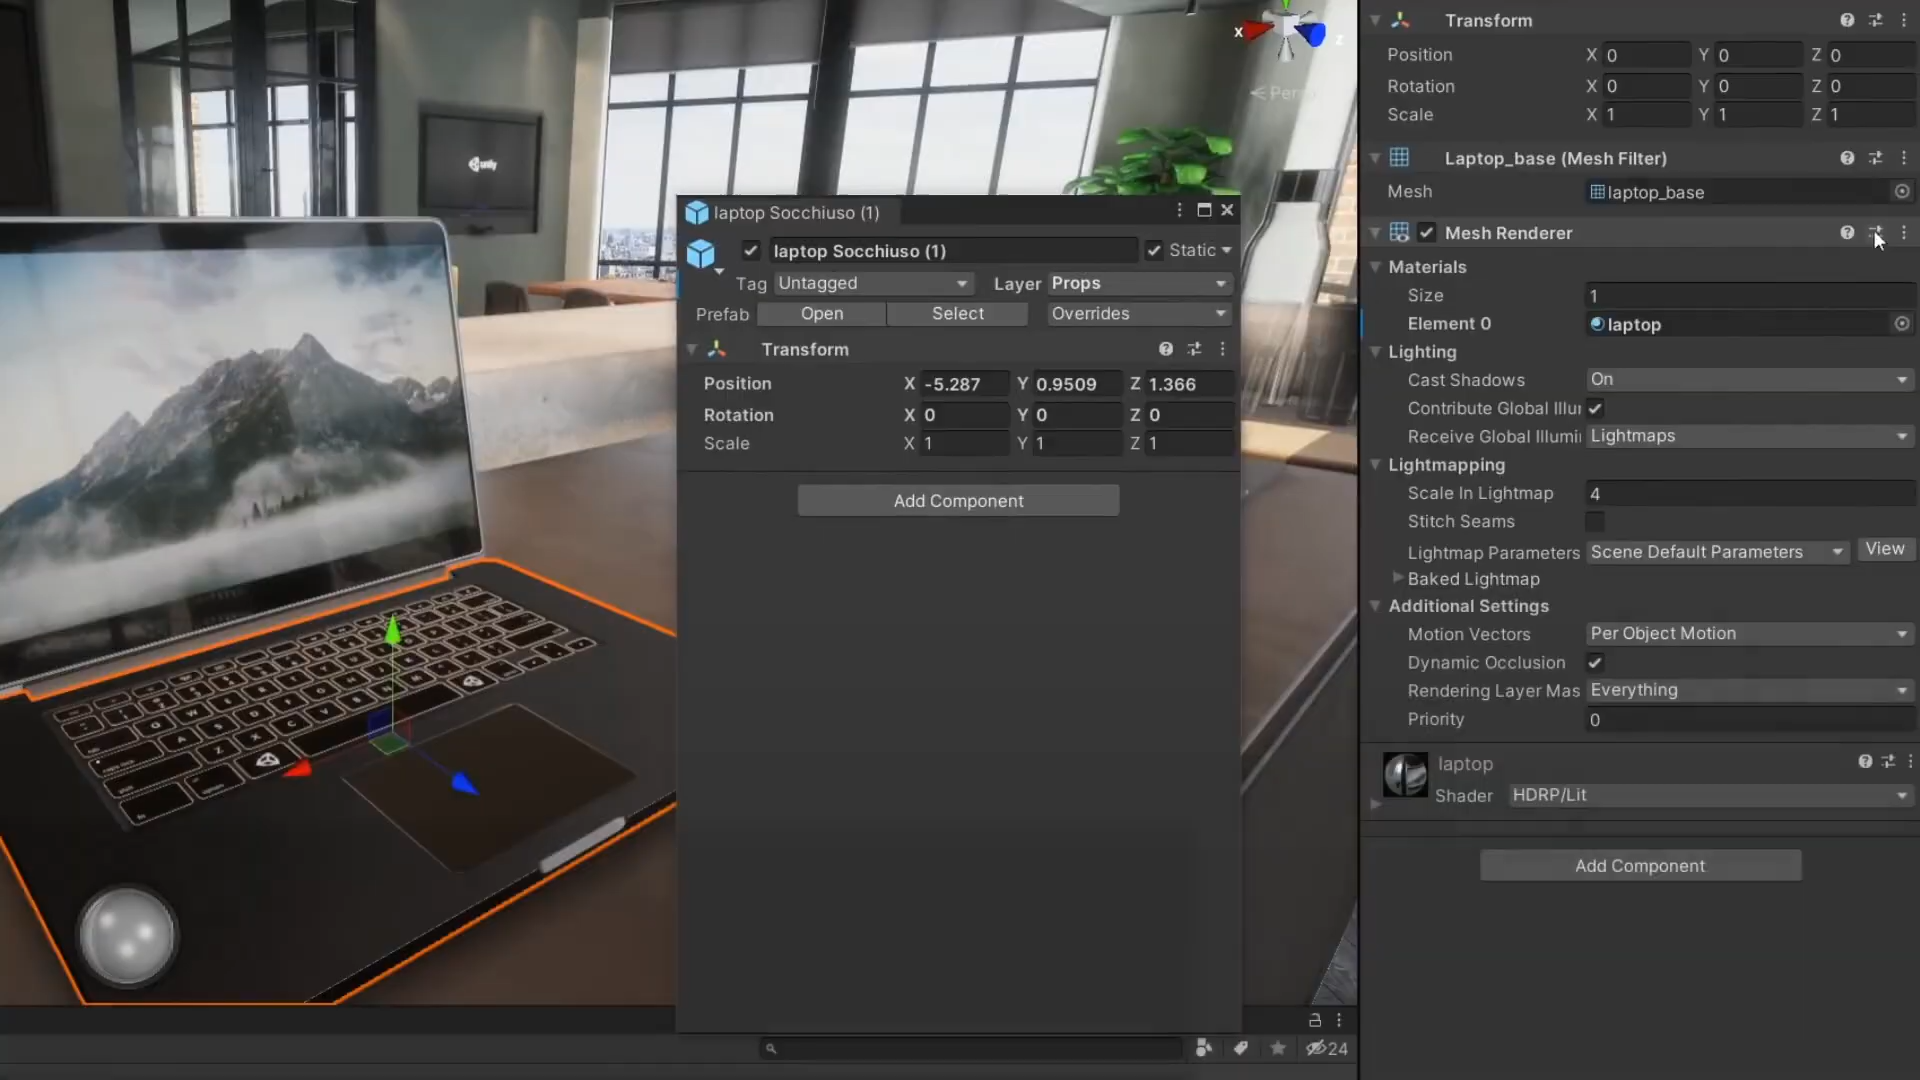 unity
X
Z
< Persp
laptop Socchiuso (1)
laptop Socchiuso (1)
Static
Tag Untagged Layer Props
Prefab Open Select Overrides
Transform
Position X -5.287 Y 0.9509 Z 1.366
Rotation X 0 Y 0 Z 0
Scale X 1 Y 1 Z 1
Add Component
24
Transform
Position X 0 Y 0 Z 0
Rotation X 0 Y 0 Z 0
Scale X 1 Y 1 Z 1
Laptop_base (Mesh Filter)
Mesh laptop_base
Mesh Renderer
Materials
Size 1
Element 0 laptop
Lighting
Cast Shadows On
Contribute Global Illu
Receive Global Illumi Lightmaps
Lightmapping
Scale In Lightmap 4
Stitch Seams
Lightmap Parameters Scene Default Parameters View
Baked Lightmap
Additional Settings
Motion Vectors Per Object Motion
Dynamic Occlusion
Rendering Layer Mas Everything
Priority 0
laptop
Shader HDRP/Lit
Add Component